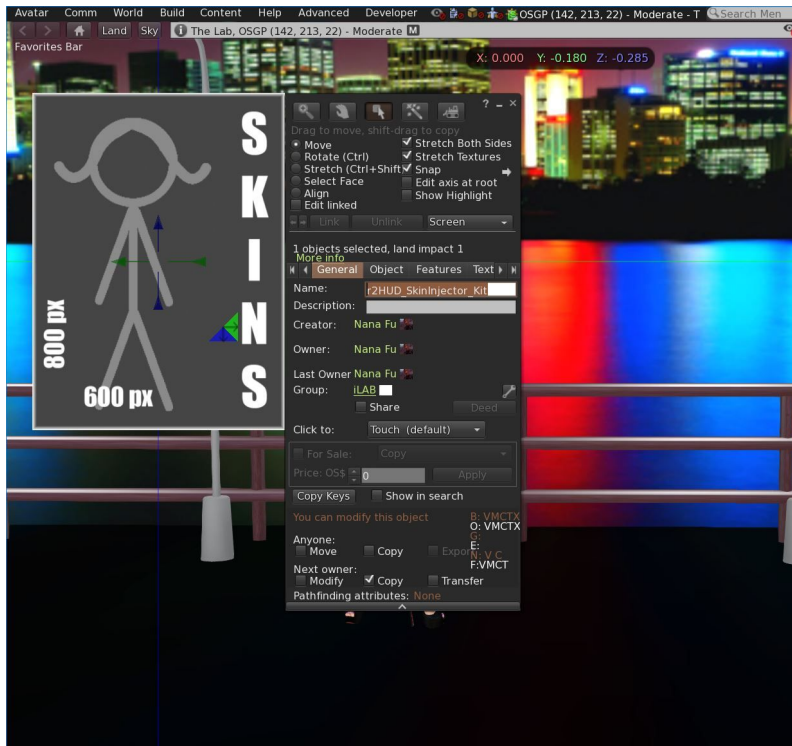 Avatar Comm World Build Content Help Advanced Developer OSGP (142, 213, 22) - Moderate - T Search Men
Land Sky The Lab, OSGP (142, 213, 22) - Moderate M
Favorites Bar
X: 0.000 Y: -0.180 Z: -0.285
SKINS
800 px
600 px
? _ ×
Drag to move, shift-drag to copy
Move
Rotate (Ctrl)
Stretch (Ctrl+Shift)
Select Face
Align
Edit linked
Stretch Both Sides
Stretch Textures
Snap
Edit axis at root
Show Highlight
Link Unlink Screen
1 objects selected, land impact 1
More info
General Object Features Text
Name: r2HUD_SkinInjector_Kit
Description:
Creator: Nana Fu
Owner: Nana Fu
Last Owner Nana Fu
Group: iLAB
Share Deed
Click to: Touch (default)
For Sale: Copy
Price: OS$ 0 Apply
Copy Keys Show in search
You can modify this object
B: VMCTX
O: VMCTX
G:
E:
N: V C
F:VMCT
Anyone:
Move Copy Export
Next owner:
Modify Copy Transfer
Pathfinding attributes: None